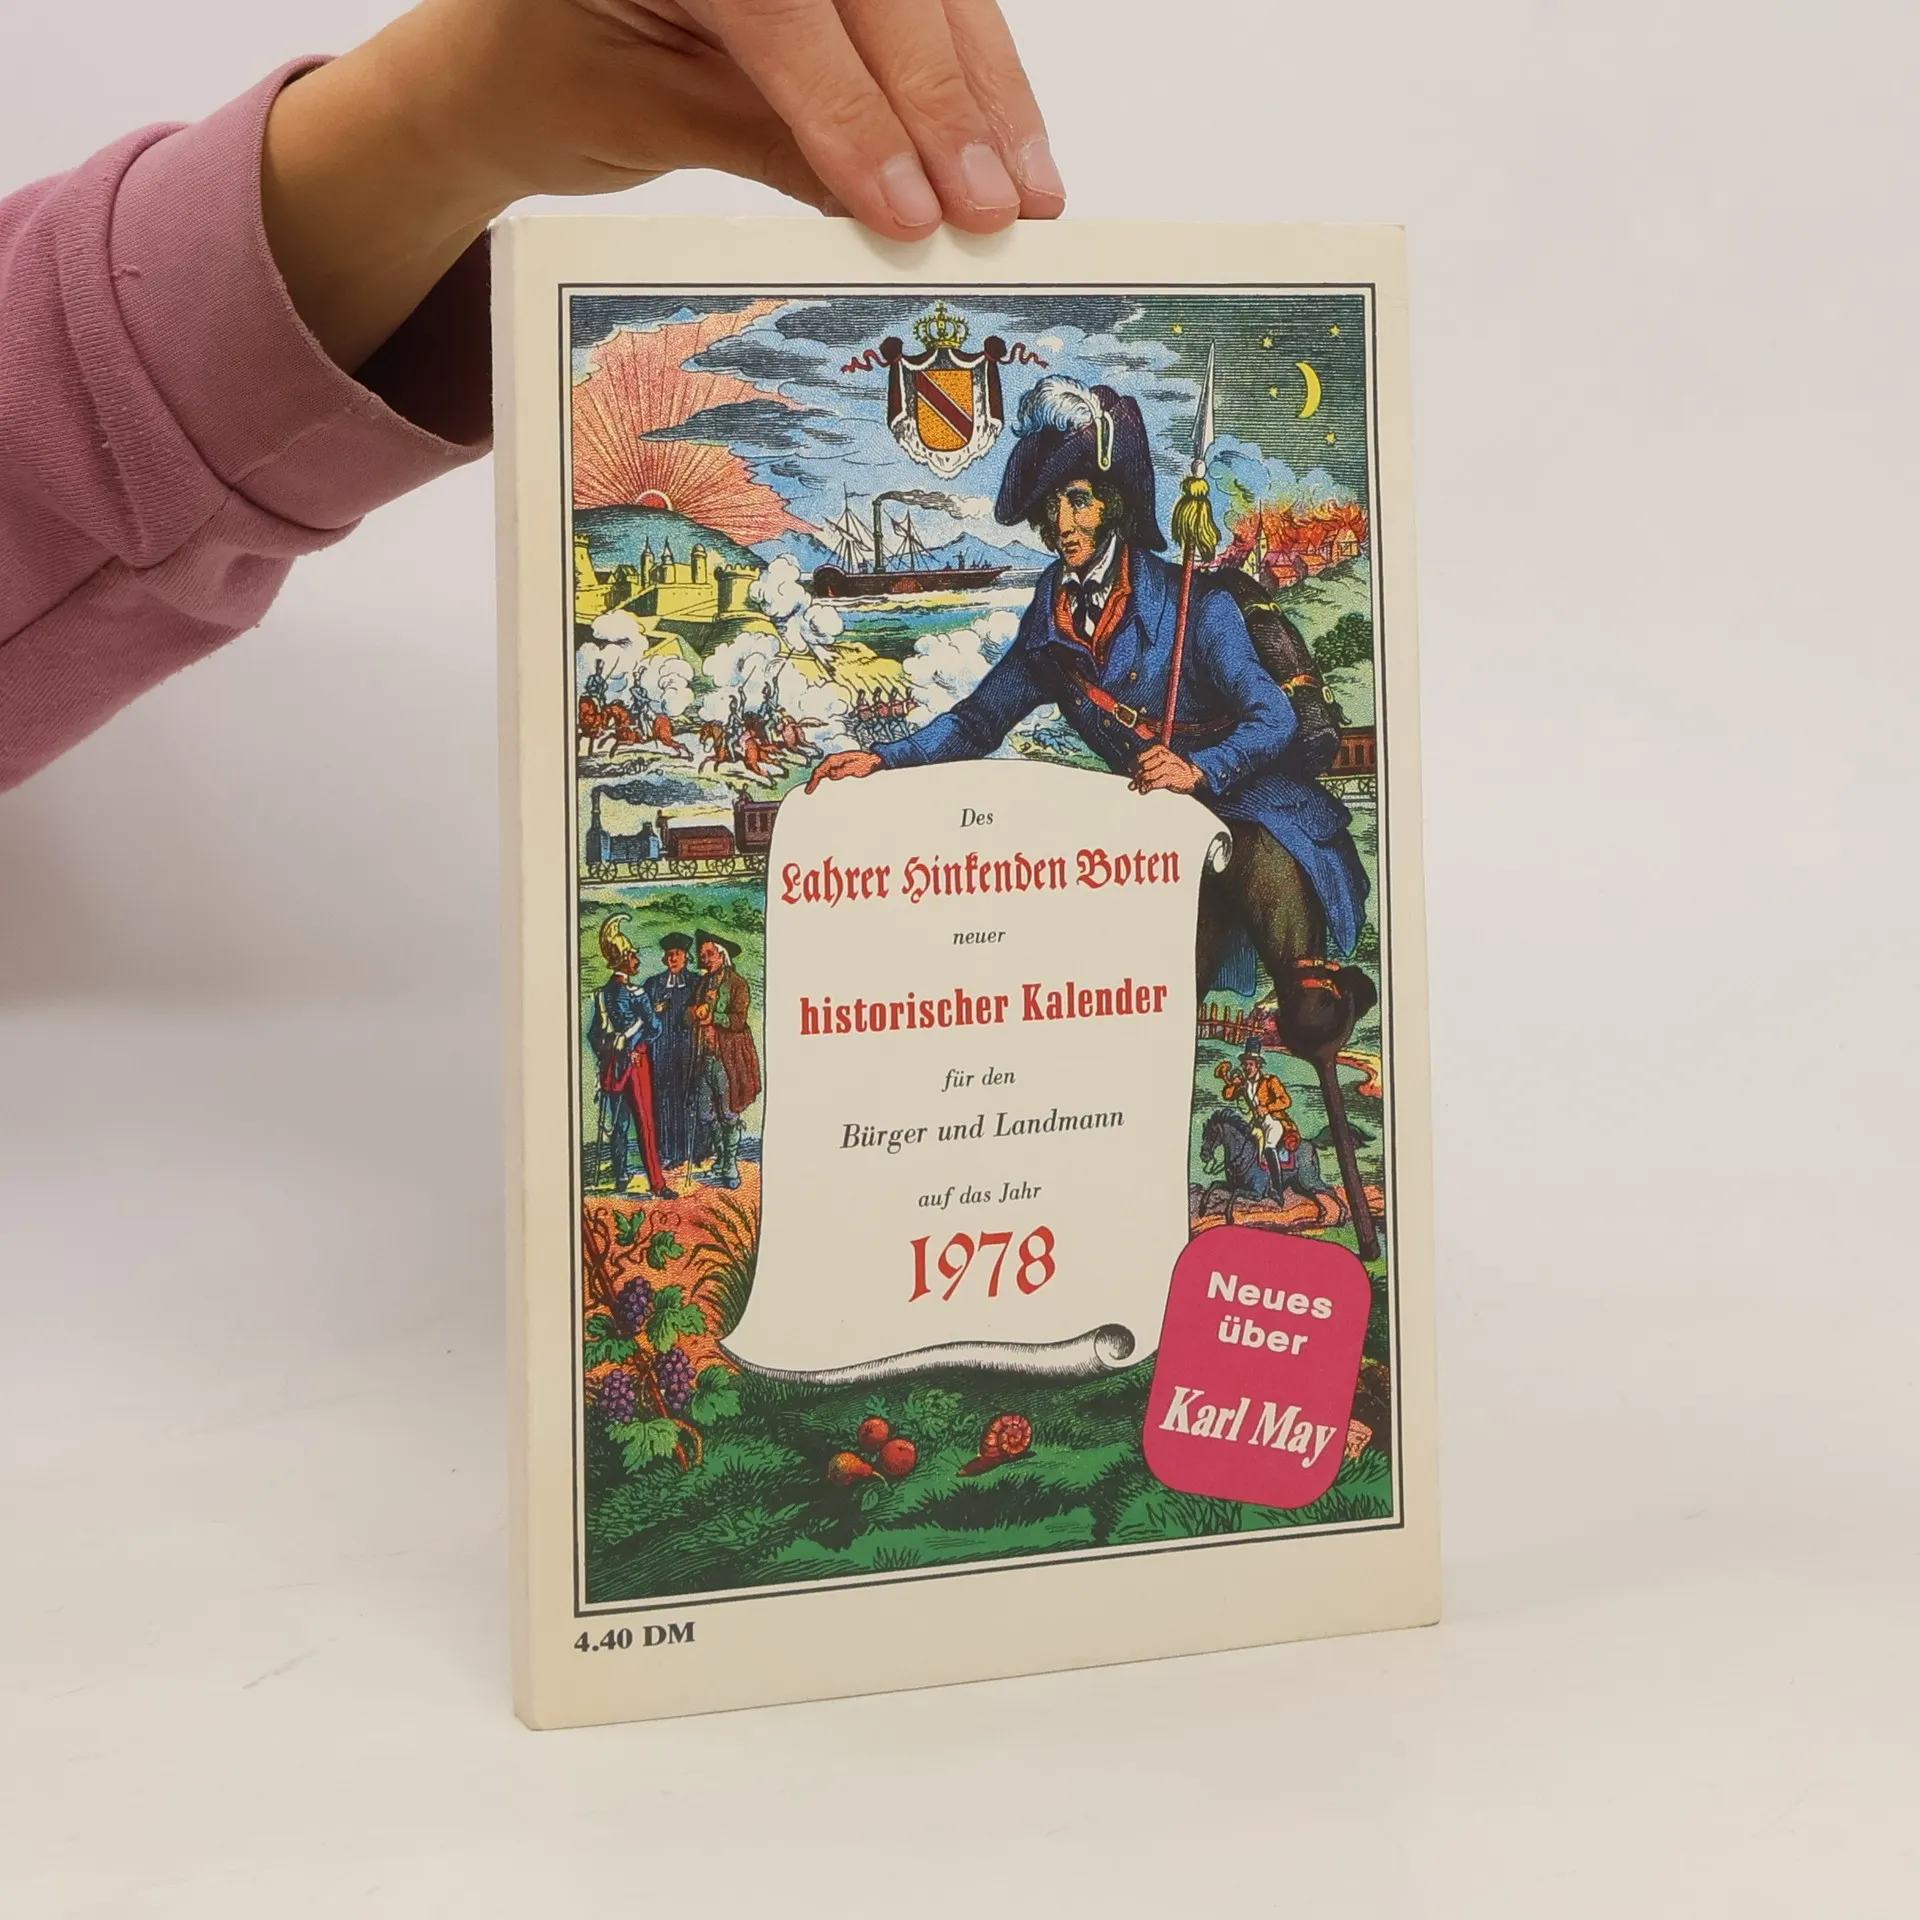 Des
Lahrer Hinkenden Boten
neuer
historischer Kalender
für den
Bürger und Landmann
auf das Jahr
1978
Neues
über
Karl May
4.40 DM